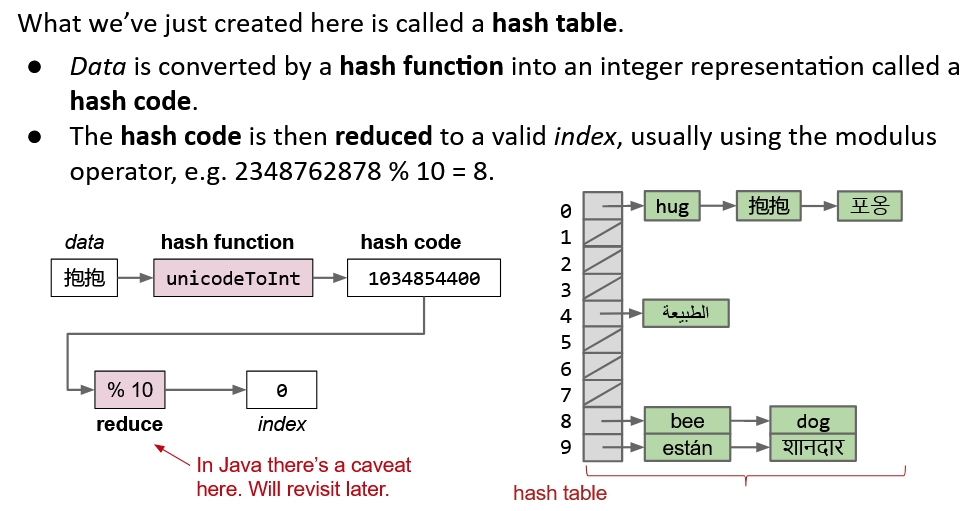 What we've just created here is called a hash table.
● Data is converted by a hash function into an integer representation called a
hash code.
● The hash code is then reduced to a valid index, usually using the modulus
operator, e.g. 2348762878 % 10 = 8.
data hash function hash code
抱抱 unicodeToInt 1034854400
% 10 0
reduce index
In Java there's a caveat
here. Will revisit later.
0 hug 抱抱 포옹
1
2
3
4 الطبيعة
5
6
7
8 bee dog
9 están शानदार
hash table